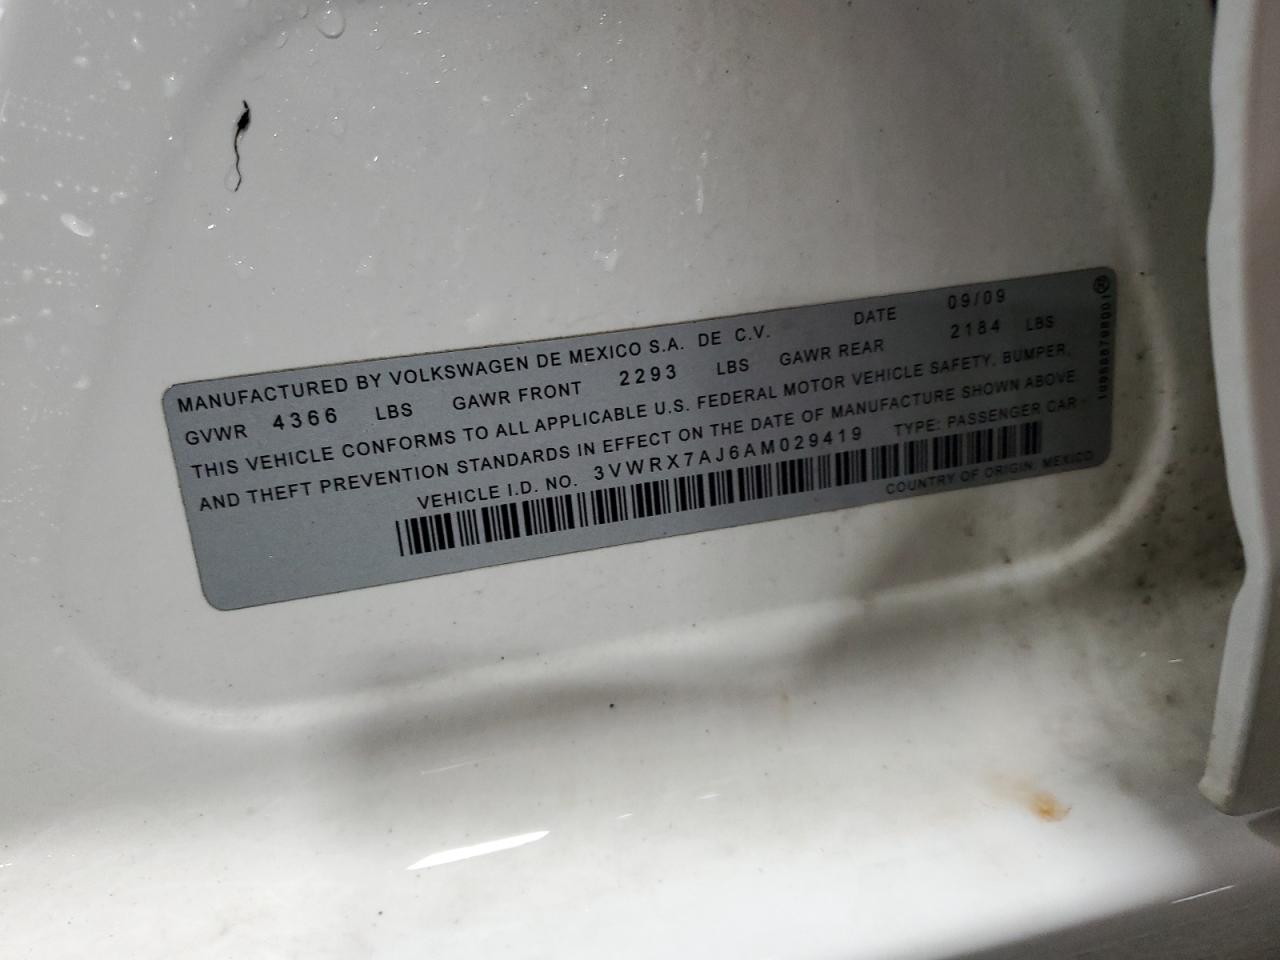 MANUFACTURED BY VOLKSWAGEN DE MEXICO S.A. DE C.V. DATE 09/09
GVWR 4366 LBS GAWR FRONT 2293 LBS GAWR REAR 2184 LBS
THIS VEHICLE CONFORMS TO ALL APPLICABLE U.S. FEDERAL MOTOR VEHICLE SAFETY, BUMPER,
AND THEFT PREVENTION STANDARDS IN EFFECT ON THE DATE OF MANUFACTURE SHOWN ABOVE
VEHICLE I.D. NO. 3VWRX7AJ6AM029419 TYPE: PASSENGER CAR
COUNTRY OF ORIGIN: MEXICO